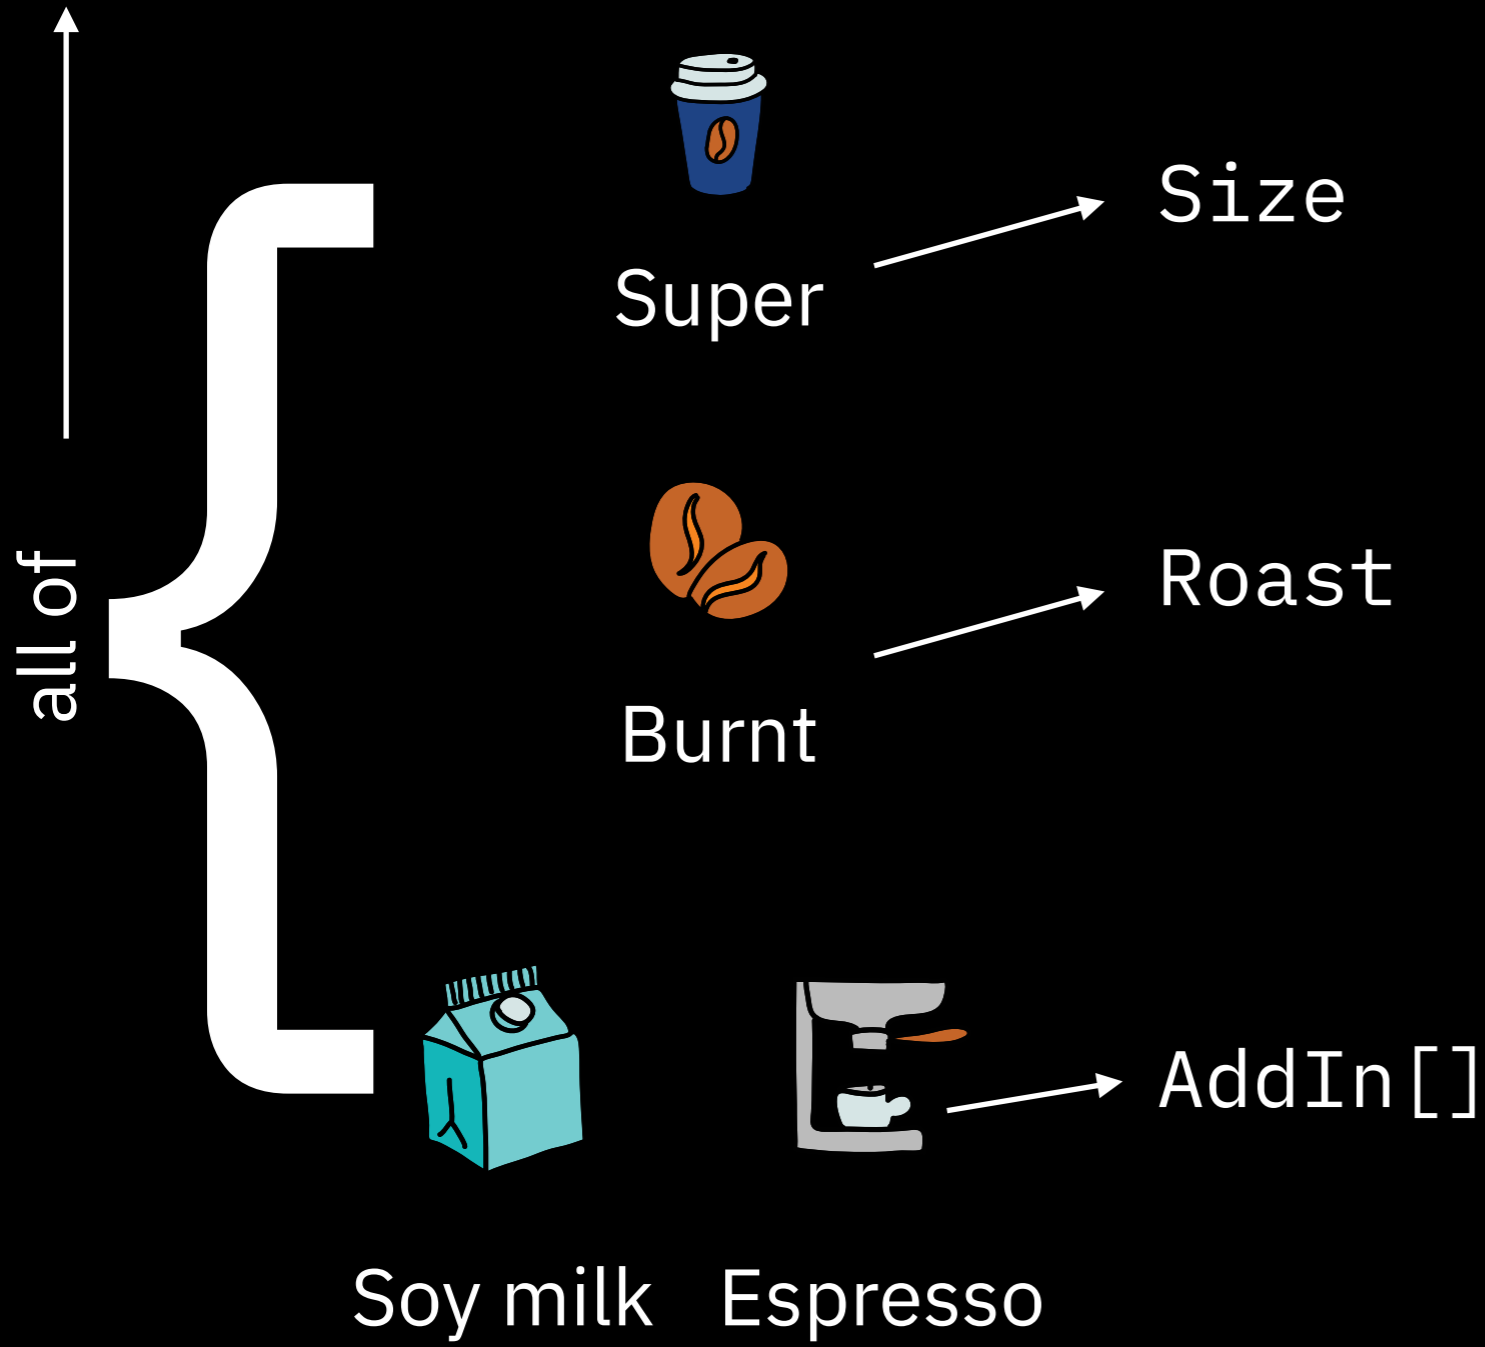 all of
Super
Size
Burnt
Roast
AddIn[]
Soy milk
Espresso